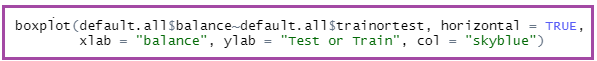 boxplot(default.all$balance~default.all$trainortest, horizontal = TRUE,
xlab = "balance", ylab = "Test or Train", col = "skyblue")